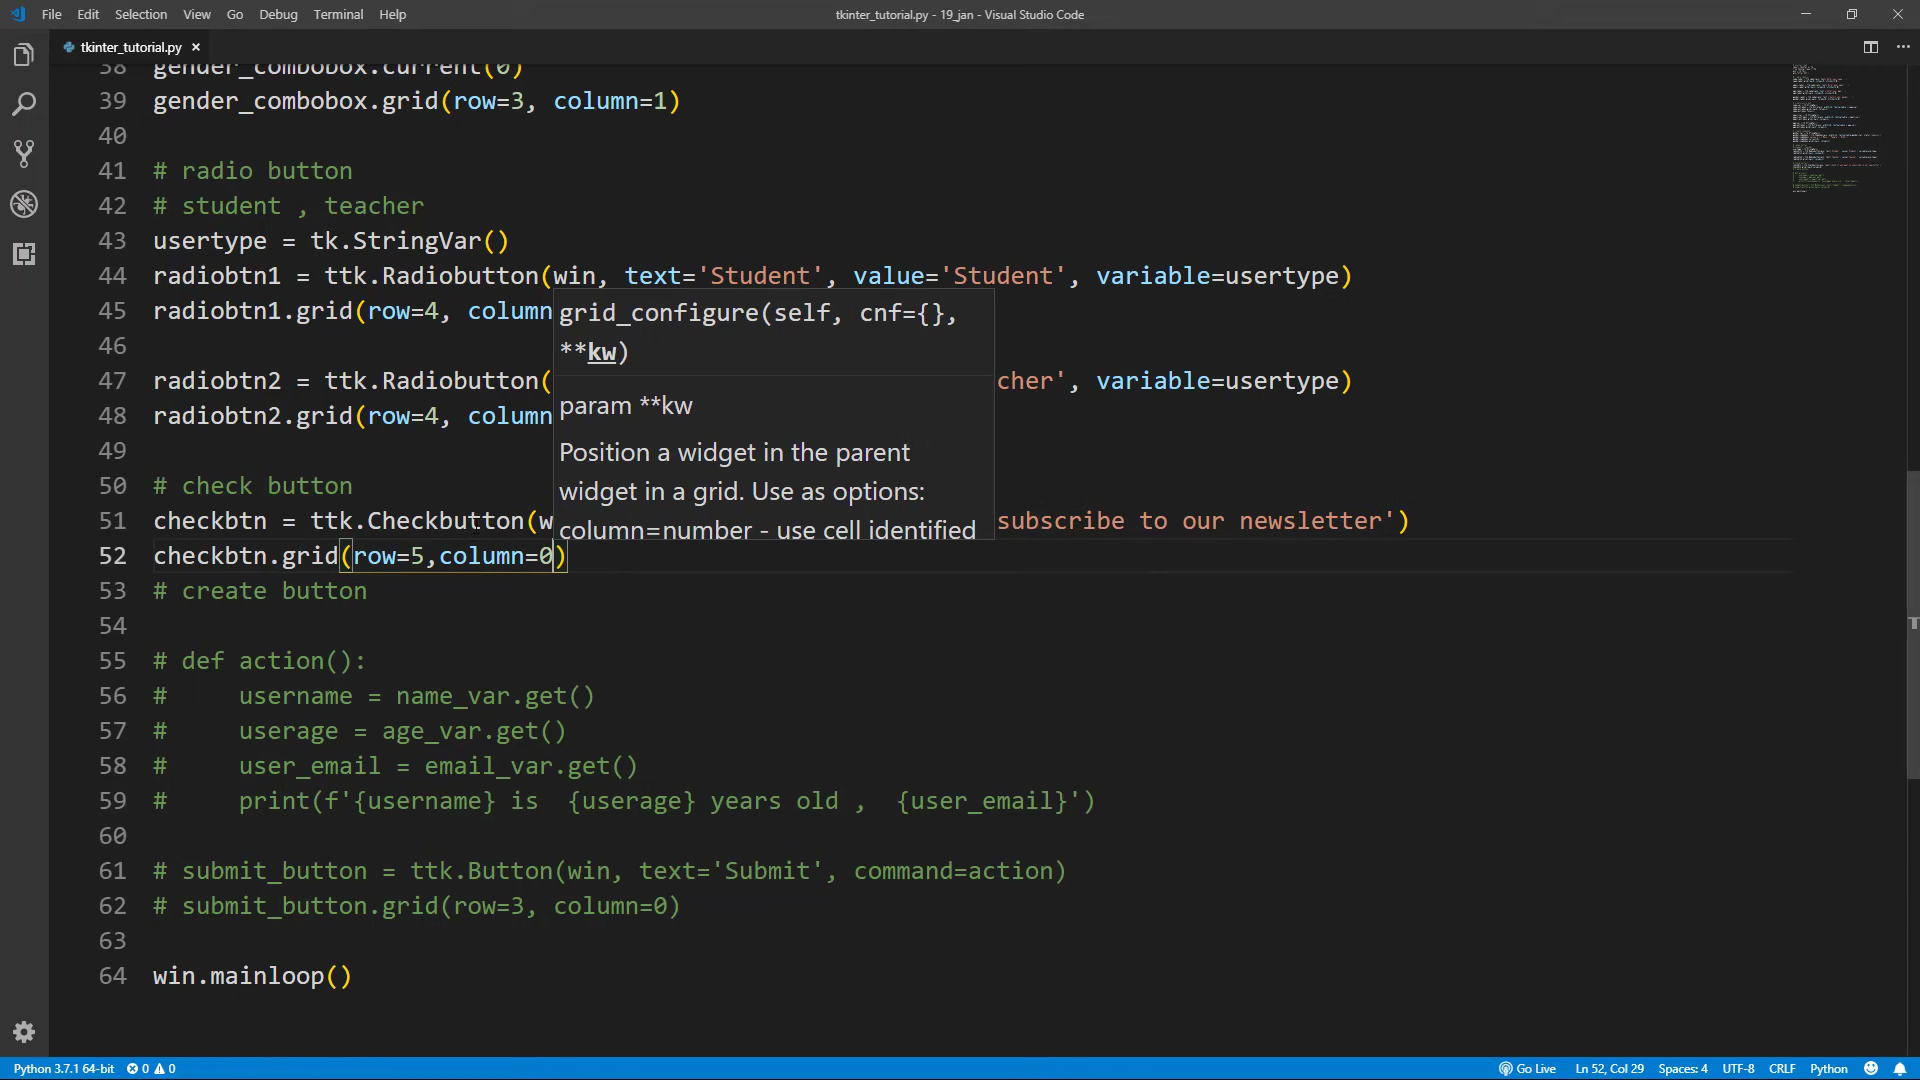 File Edit Selection View Go Debug Terminal Help
tkinter_tutorial.py - 19_jan - Visual Studio Code
tkinter_tutorial.py ×
38 gender_combobox.current(0)
39 gender_combobox.grid(row=3, column=1)
40
41 # radio button
42 # student , teacher
43 usertype = tk.StringVar()
44 radiobtn1 = ttk.Radiobutton(win, text='Student', value='Student', variable=usertype)
45 radiobtn1.grid(row=4, column
grid_configure(self, cnf={},
**kw)
param **kw
Position a widget in the parent
widget in a grid. Use as options:
column=number - use cell identified
46
47 radiobtn2 = ttk.Radiobutton( cher', variable=usertype)
48 radiobtn2.grid(row=4, column
49
50 # check button
51 checkbtn = ttk.Checkbutton(w subscribe to our newsletter')
52 checkbtn.grid(row=5,column=0)
53 # create button
54
55 # def action():
56 #     username = name_var.get()
57 #     userage = age_var.get()
58 #     user_email = email_var.get()
59 #     print(f'{username} is  {userage} years old ,  {user_email}')
60
61 # submit_button = ttk.Button(win, text='Submit', command=action)
62 # submit_button.grid(row=3, column=0)
63
64 win.mainloop()
Python 3.7.1 64-bit 0 0 Go Live Ln 52, Col 29 Spaces: 4 UTF-8 CRLF Python